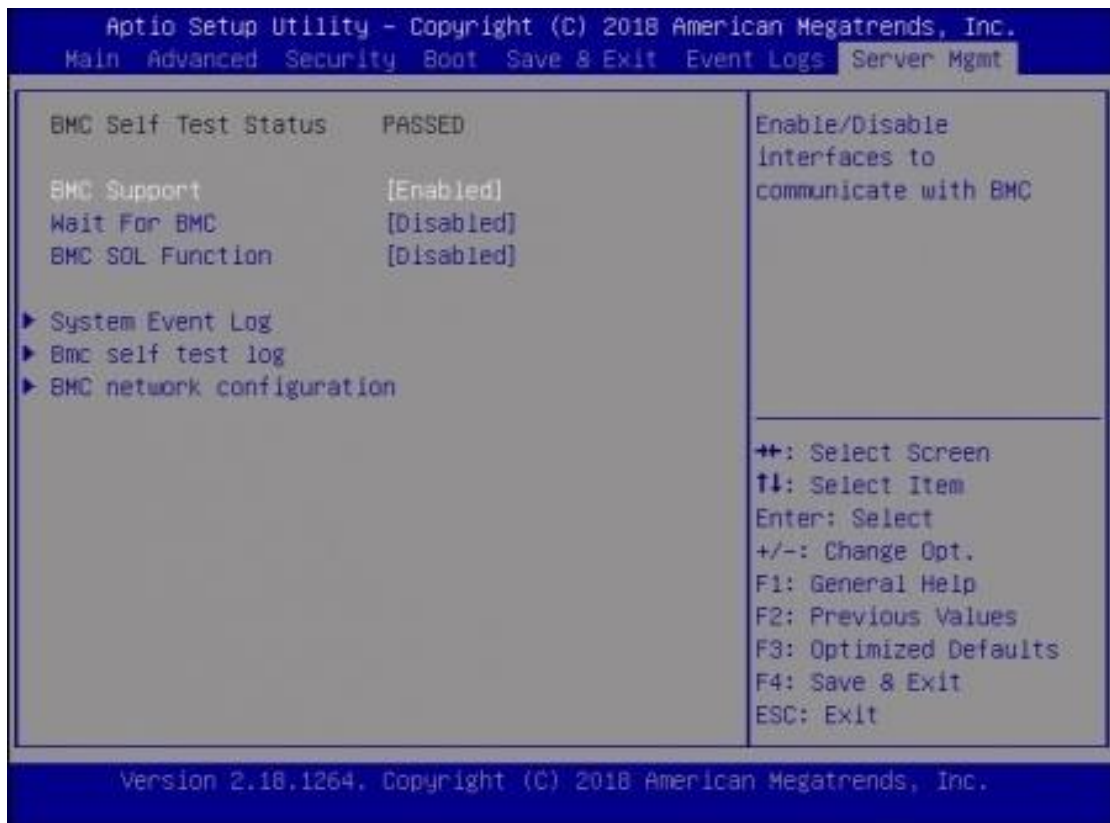 Aptio Setup Utility – Copyright (C) 2018 American Megatrends, Inc.
Main Advanced Security Boot Save & Exit Event Logs Server Mgmt
BMC Self Test Status PASSED
BMC Support [Enabled]
Wait For BMC [Disabled]
BMC SOL Function [Disabled]
▶ System Event Log
▶ Bmc self test log
▶ BMC network configuration
Enable/Disable
interfaces to
communicate with BMC
→←: Select Screen
↑↓: Select Item
Enter: Select
+/-: Change Opt.
F1: General Help
F2: Previous Values
F3: Optimized Defaults
F4: Save & Exit
ESC: Exit
Version 2.18.1264. Copyright (C) 2018 American Megatrends, Inc.